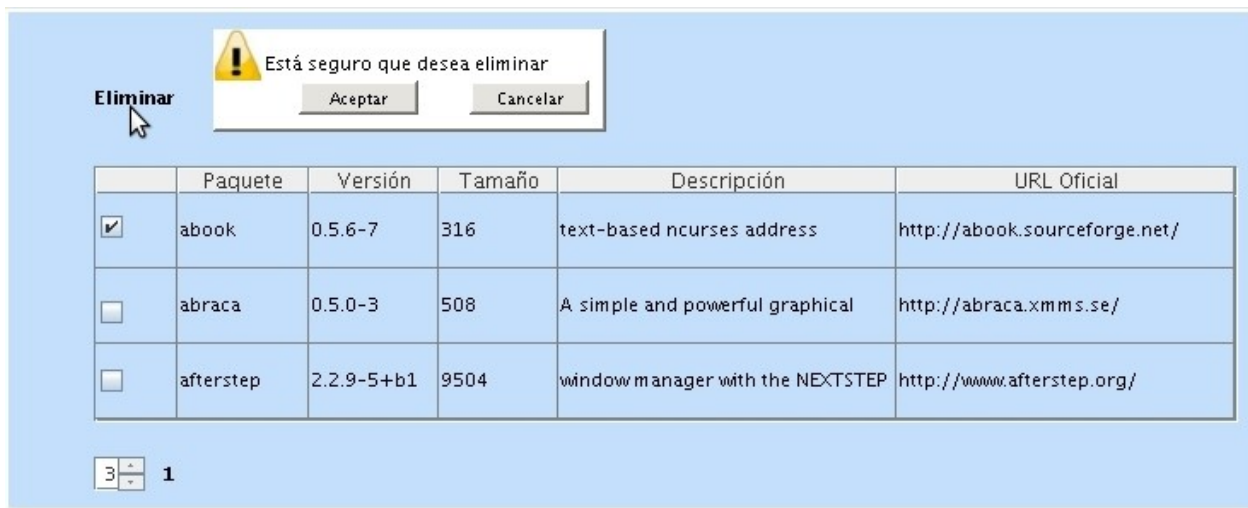 Está seguro que desea eliminar
Eliminar Aceptar Cancelar
Paquete Versión Tamaño Descripción URL Oficial
abook 0.5.6-7 316 text-based ncurses address http://abook.sourceforge.net/
abraca 0.5.0-3 508 A simple and powerful graphical http://abraca.xmms.se/
afterstep 2.2.9-5+b1 9504 window manager with the NEXTSTEP http://www.afterstep.org/
3 1